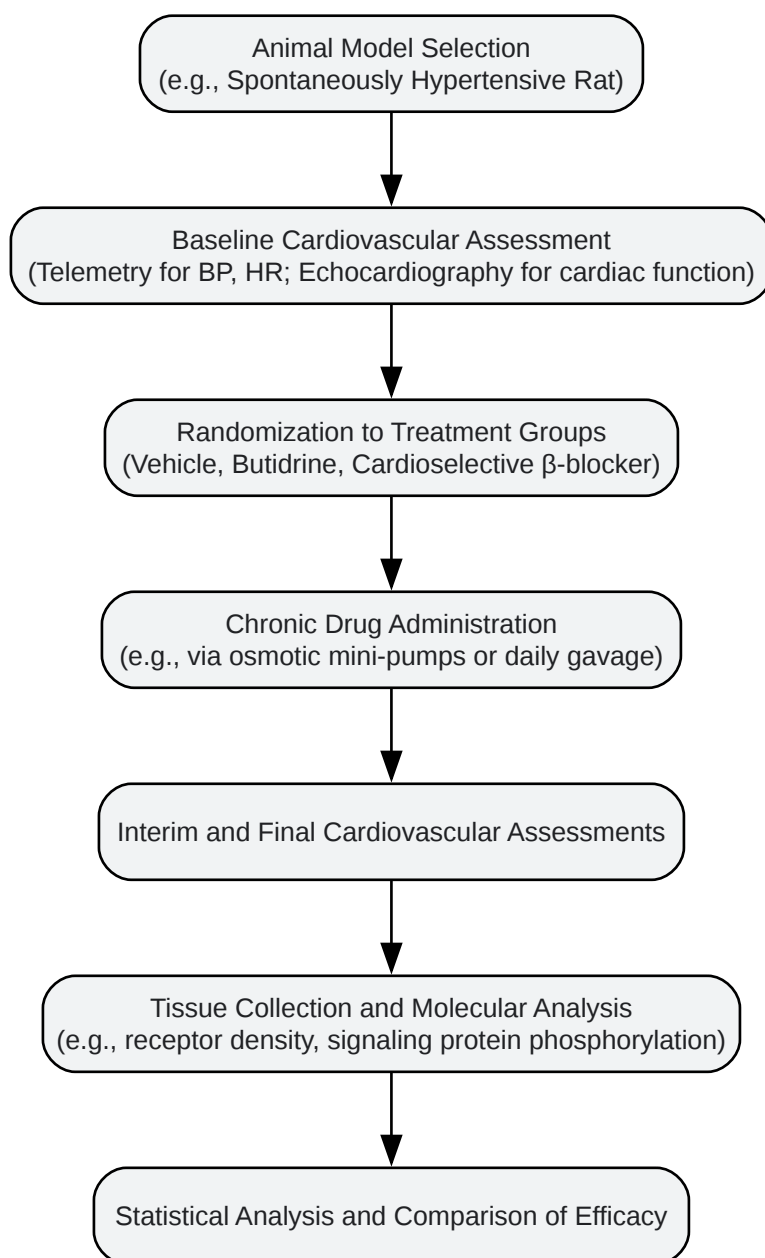 Animal Model Selection
(e.g., Spontaneously Hypertensive Rat)
Baseline Cardiovascular Assessment
(Telemetry for BP, HR; Echocardiography for cardiac function)
Randomization to Treatment Groups
(Vehicle, Butidrine, Cardioselective β-blocker)
Chronic Drug Administration
(e.g., via osmotic mini-pumps or daily gavage)
Interim and Final Cardiovascular Assessments
Tissue Collection and Molecular Analysis
(e.g., receptor density, signaling protein phosphorylation)
Statistical Analysis and Comparison of Efficacy